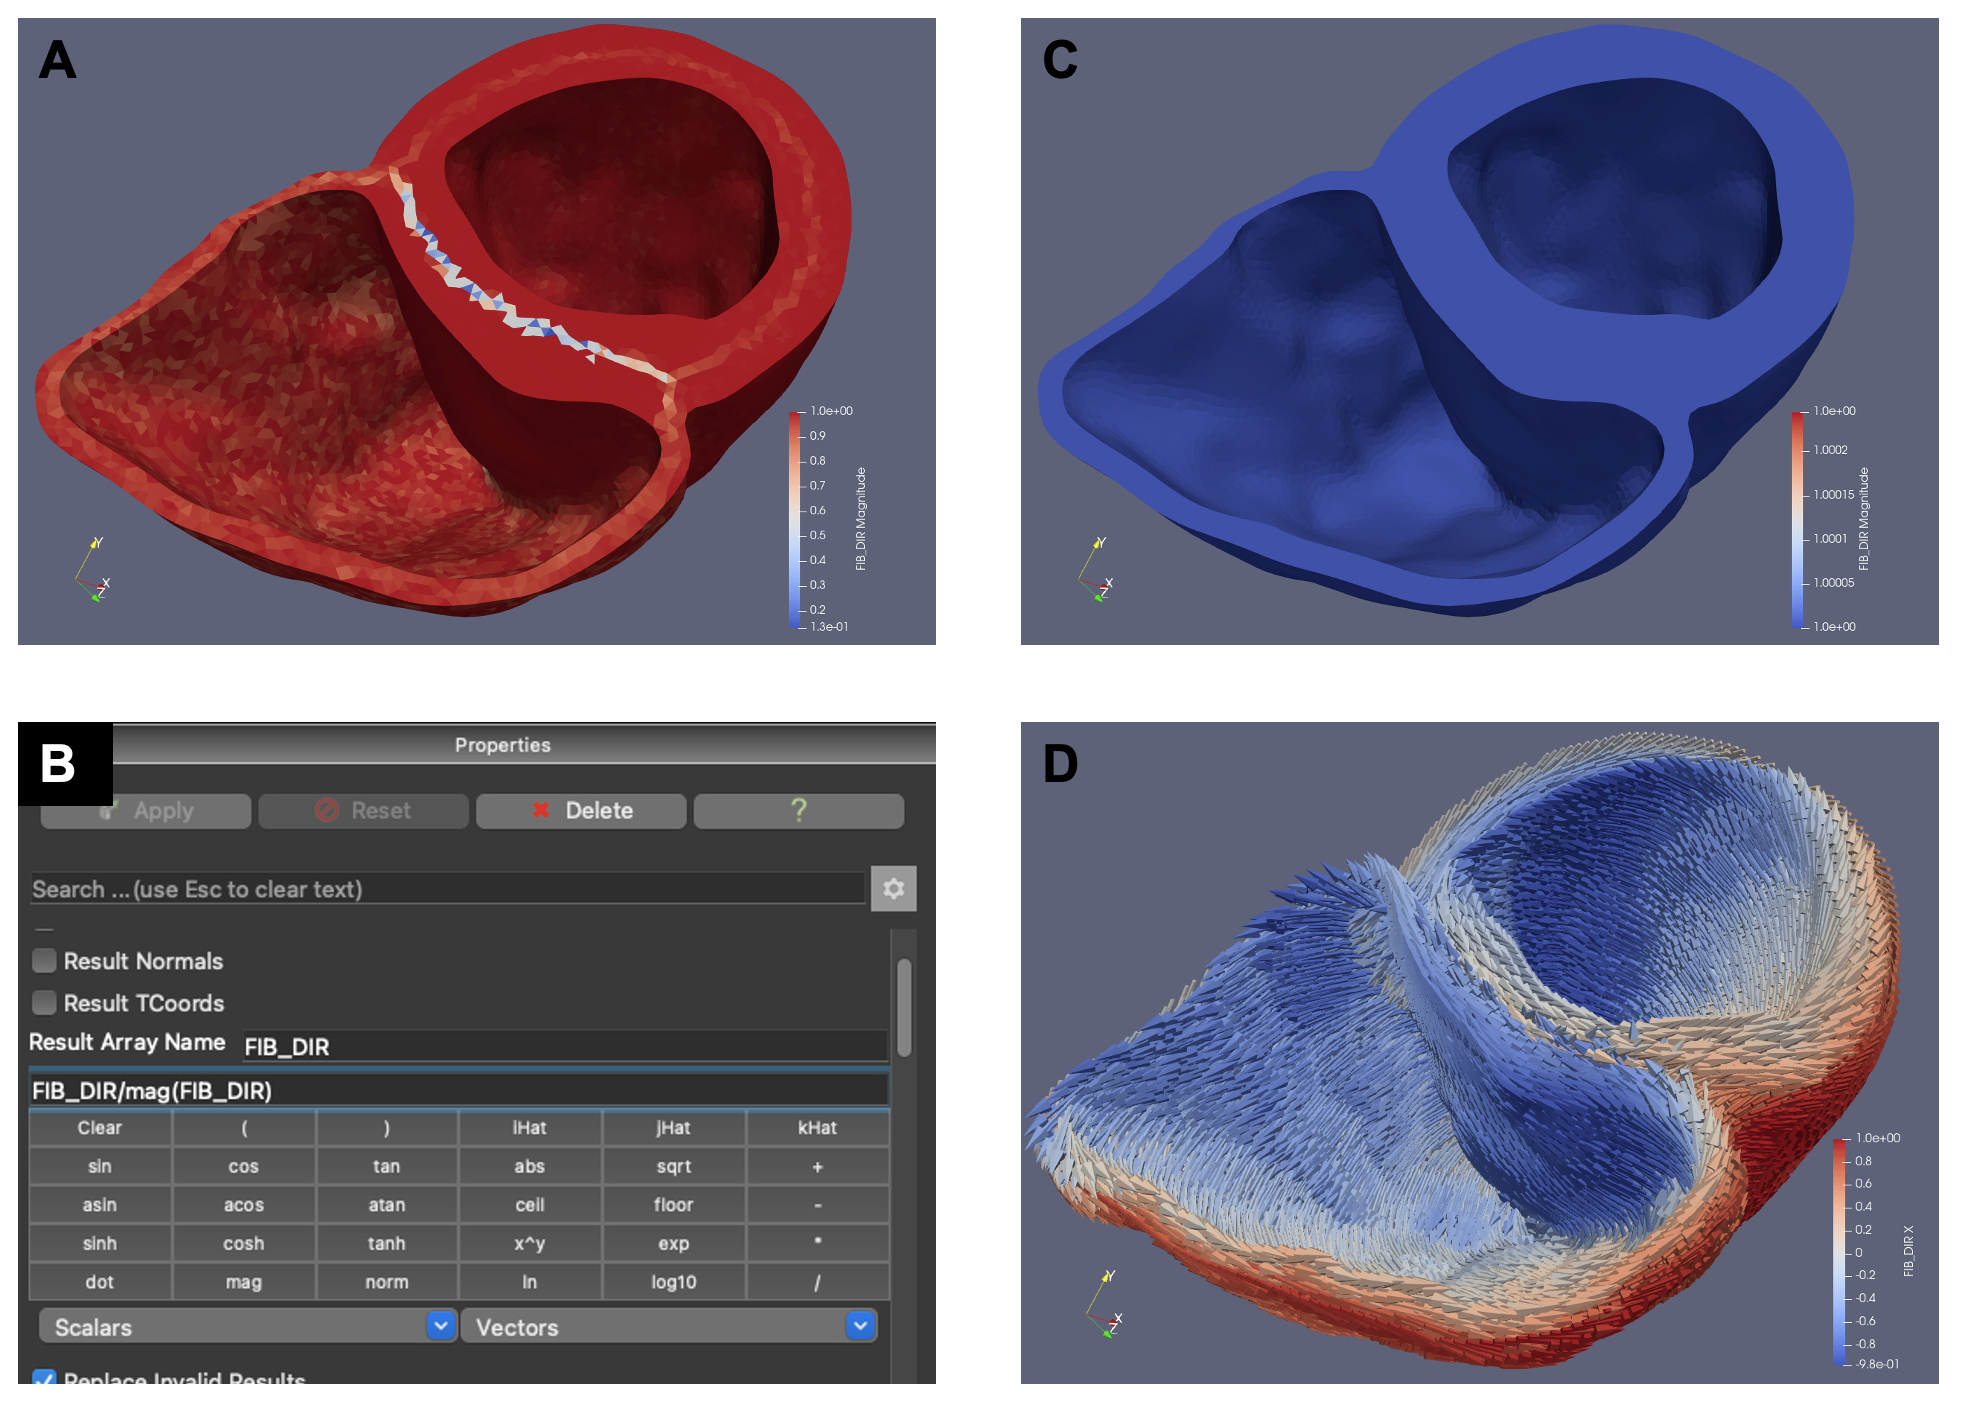 A
1.0e+00
0.9
0.8
0.7
0.6
0.5
0.4
0.3
0.2
1.3e-01
FIB_DIR Magnitude
Y
X
Z
C
1.0e+00
1.0002
1.00015
1.0001
1.00005
1.0e+00
FIB_DIR Magnitude
Y
X
Z
B
Properties
Apply Reset Delete ?
Search ... (use Esc to clear text)
Result Normals
Result TCoords
Result Array Name FIB_DIR
FIB_DIR/mag(FIB_DIR)
Clear ( ) iHat jHat kHat
sin cos tan abs sqrt +
asin acos atan ceil floor -
sinh cosh tanh x^y exp *
dot mag norm ln log10 /
Scalars Vectors
Replace Invalid Results
D
1.0e+00
0.8
0.6
0.4
0.2
0
-0.2
-0.4
-0.6
-0.8
-9.8e-01
FIB_DIR X
Y
X
Z